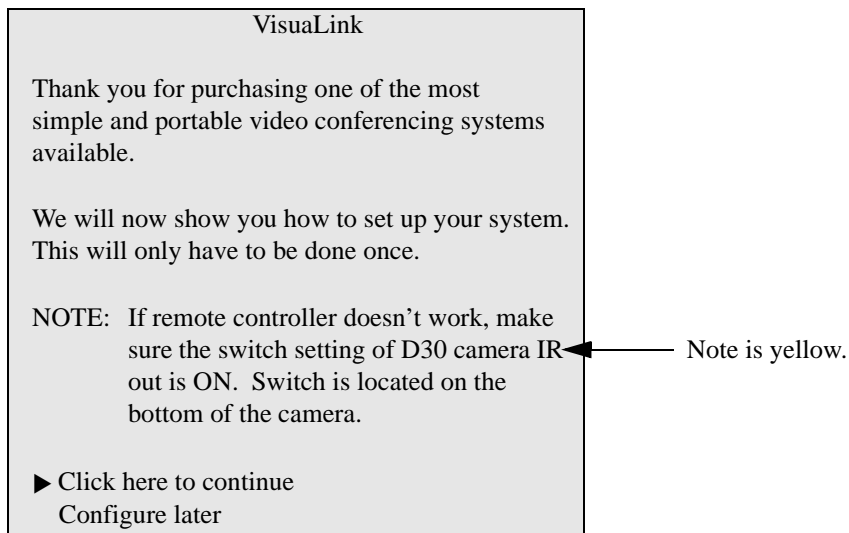 VisuaLink
Thank you for purchasing one of the most
simple and portable video conferencing systems
available.
We will now show you how to set up your system.
This will only have to be done once.
NOTE: If remote controller doesn’t work, make
sure the switch setting of D30 camera IR
out is ON. Switch is located on the
bottom of the camera.
Note is yellow.
▶ Click here to continue
Configure later